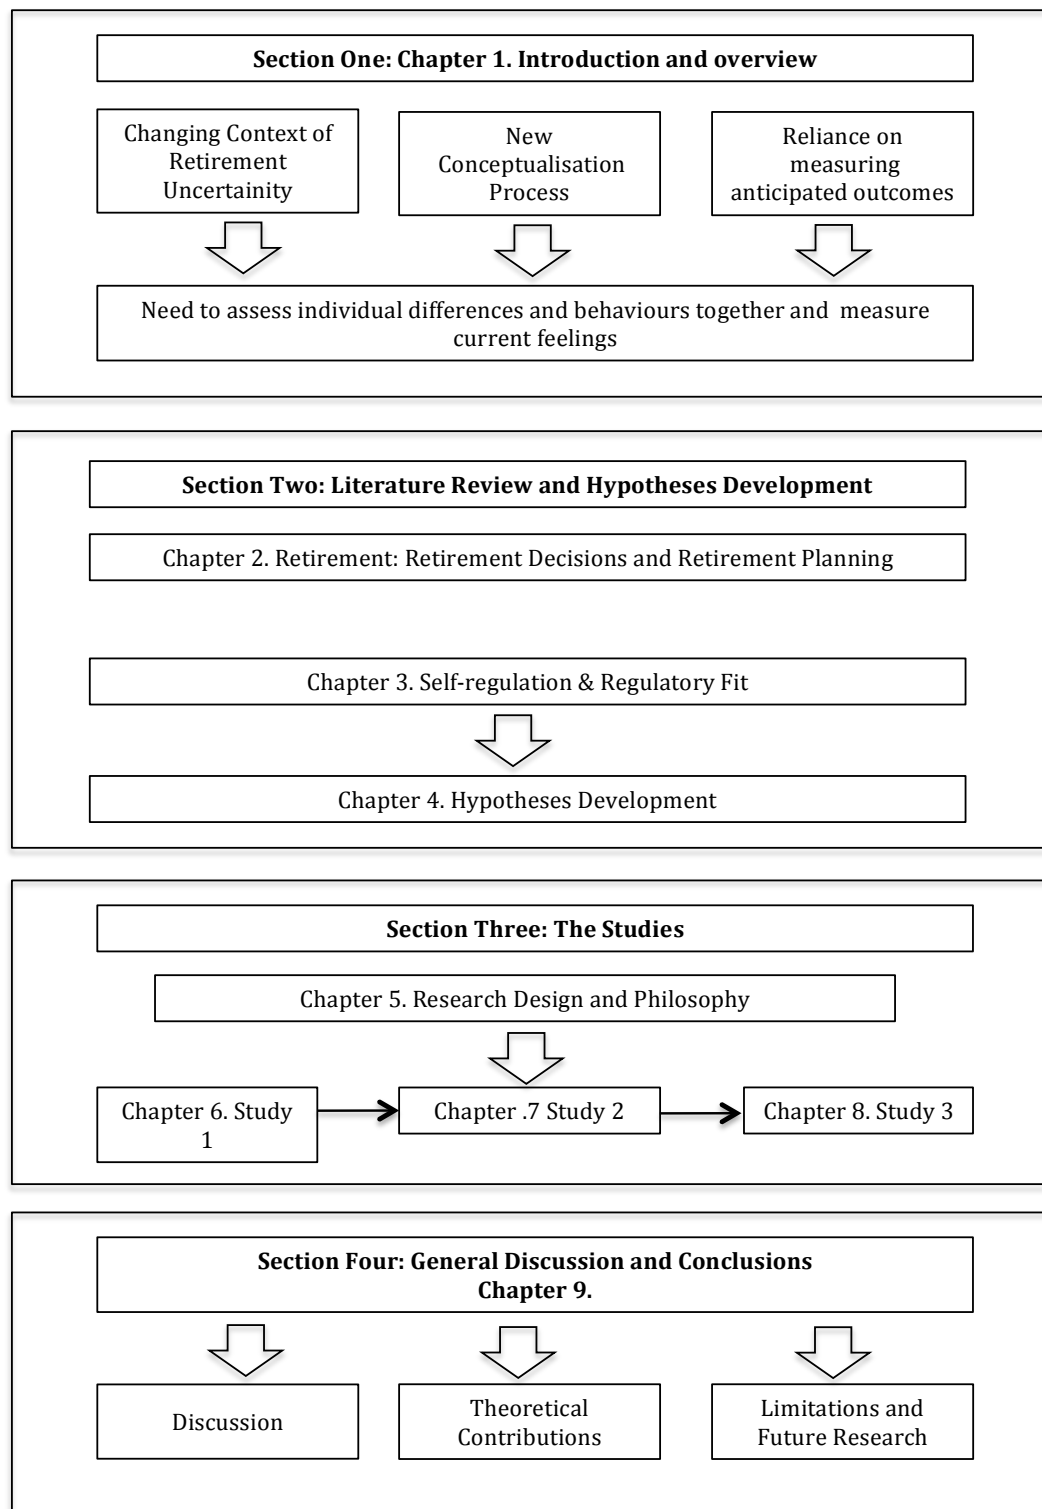 Section One: Chapter 1. Introduction and overview
Changing Context of
Retirement
Uncertainity
New
Conceptualisation
Process
Reliance on
measuring
anticipated outcomes
Need to assess individual differences and behaviours together and measure
current feelings
Section Two: Literature Review and Hypotheses Development
Chapter 2. Retirement: Retirement Decisions and Retirement Planning
Chapter 3. Self-regulation & Regulatory Fit
Chapter 4. Hypotheses Development
Section Three: The Studies
Chapter 5. Research Design and Philosophy
Chapter 6. Study
1
Chapter .7 Study 2
Chapter 8. Study 3
Section Four: General Discussion and Conclusions
Chapter 9.
Discussion
Theoretical
Contributions
Limitations and
Future Research